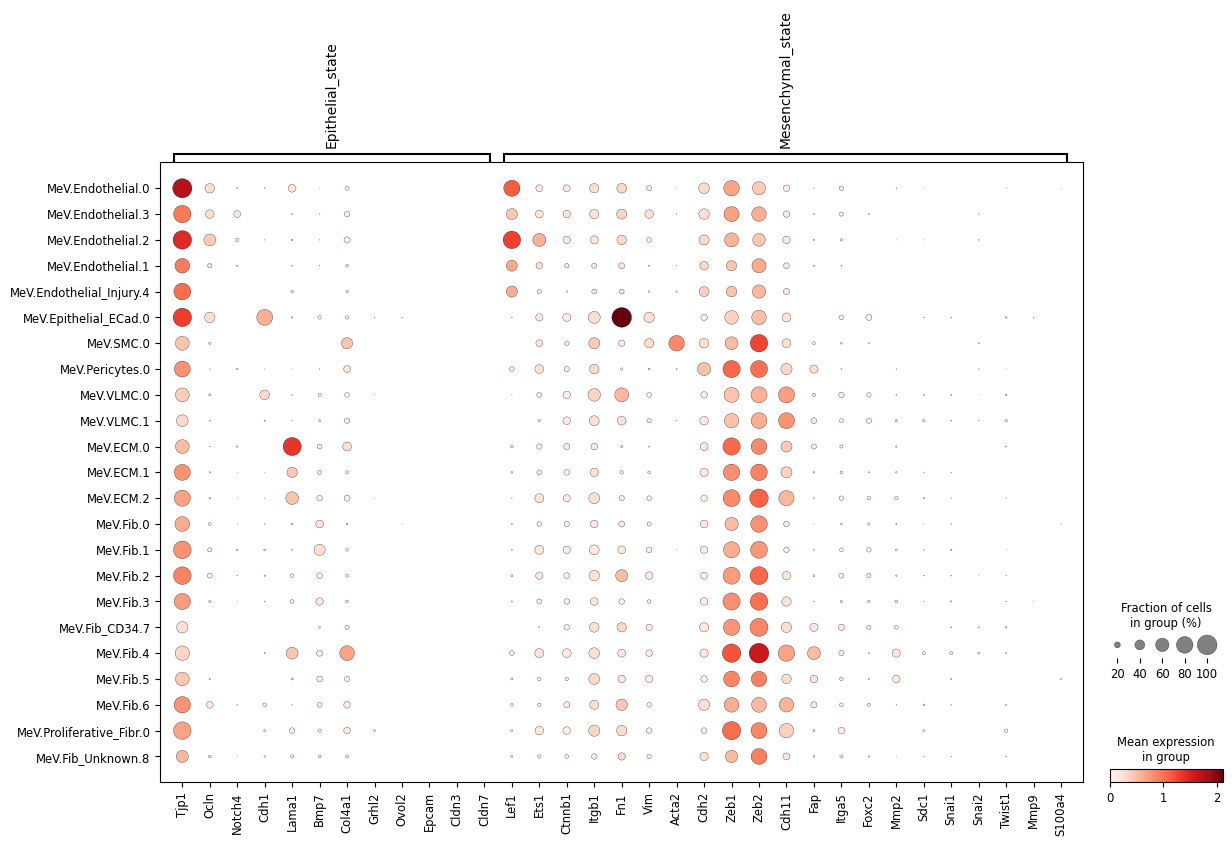 Epithelial_state
Mesenchymal_state
MeV.Endothelial.0
MeV.Endothelial.3
MeV.Endothelial.2
MeV.Endothelial.1
MeV.Endothelial_Injury.4
MeV.Epithelial_ECad.0
MeV.SMC.0
MeV.Pericytes.0
MeV.VLMC.0
MeV.VLMC.1
MeV.ECM.0
MeV.ECM.1
MeV.ECM.2
MeV.Fib.0
MeV.Fib.1
MeV.Fib.2
MeV.Fib.3
MeV.Fib_CD34.7
MeV.Fib.4
MeV.Fib.5
MeV.Fib.6
MeV.Proliferative_Fibr.0
MeV.Fib_Unknown.8
Tjp1
Ocln
Notch4
Cdh1
Lama1
Bmp7
Col4a1
Grhl2
Ovol2
Epcam
Cldn3
Cldn7
Lef1
Ets1
Ctnnb1
Itgb1
Fn1
Vim
Acta2
Cdh2
Zeb1
Zeb2
Cdh11
Fap
Itga5
Foxc2
Mmp2
Sdc1
Snai1
Snai2
Twist1
Mmp9
S100a4
Fraction of cells
in group (%)
20 40 60 80 100
Mean expression
in group
0 1 2